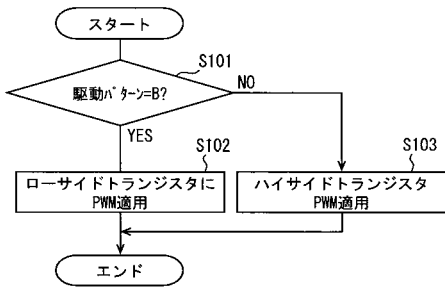 スタート
S101
駆動ﾊﾟﾀｰﾝ=B?
NO
YES
S102
S103
ローサイドトランジスタに
PWM適用
ハイサイドトランジスタ
PWM適用
エンド